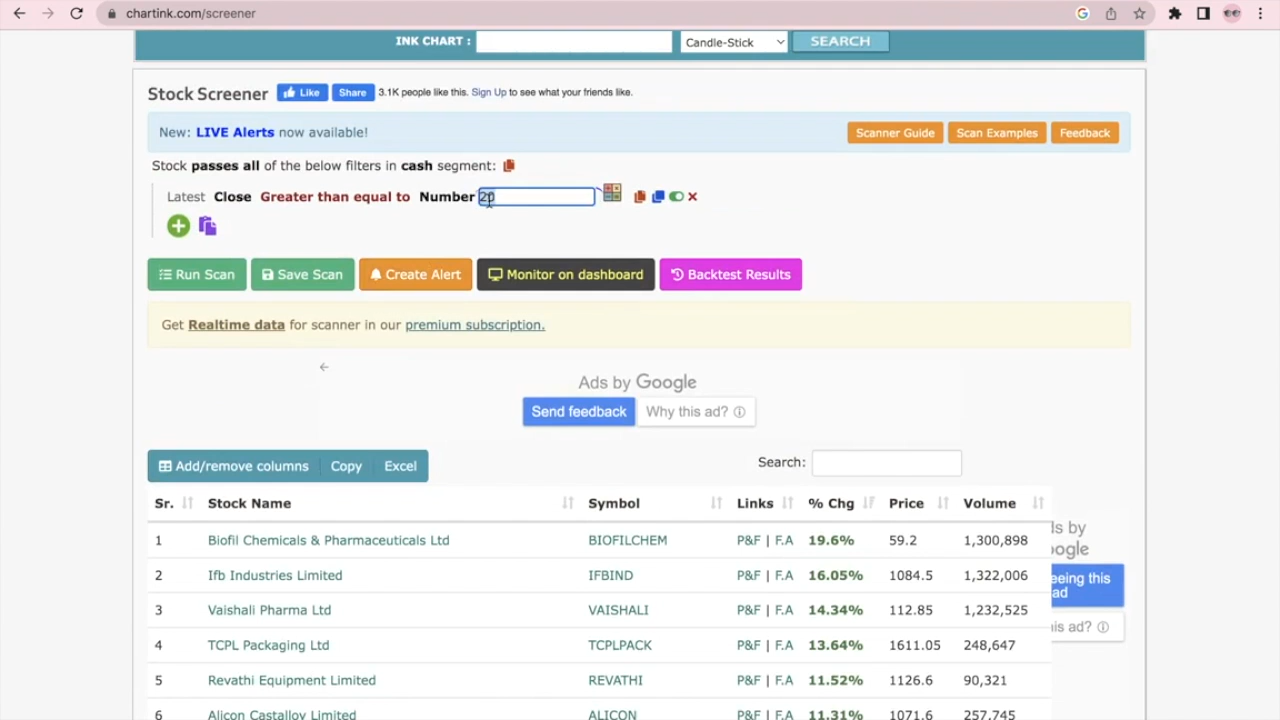 chartink.com/screener
INK CHART : Candle-Stick SEARCH
Stock Screener Like Share 3.1K people like this. Sign Up to see what your friends like.
New: LIVE Alerts now available! Scanner Guide Scan Examples Feedback
Stock passes all of the below filters in cash segment:
Latest Close Greater than equal to Number 20
Run Scan Save Scan Create Alert Monitor on dashboard Backtest Results
Get Realtime data for scanner in our premium subscription.
Ads by Google
Send feedback Why this ad?
Add/remove columns Copy Excel Search:
Sr. Stock Name Symbol Links % Chg Price Volume
1 Biofil Chemicals & Pharmaceuticals Ltd BIOFILCHEM P&F | F.A 19.6% 59.2 1,300,898
2 Ifb Industries Limited IFBIND P&F | F.A 16.05% 1084.5 1,322,006
3 Vaishali Pharma Ltd VAISHALI P&F | F.A 14.34% 112.85 1,232,525
4 TCPL Packaging Ltd TCPLPACK P&F | F.A 13.64% 1611.05 248,647
5 Revathi Equipment Limited REVATHI P&F | F.A 11.52% 1126.6 90,321
6 Alicon Castalloy Limited ALICON P&F | F.A 11.31% 1071.6 257,745
ds by
oogle
eeing this
ad
is ad?